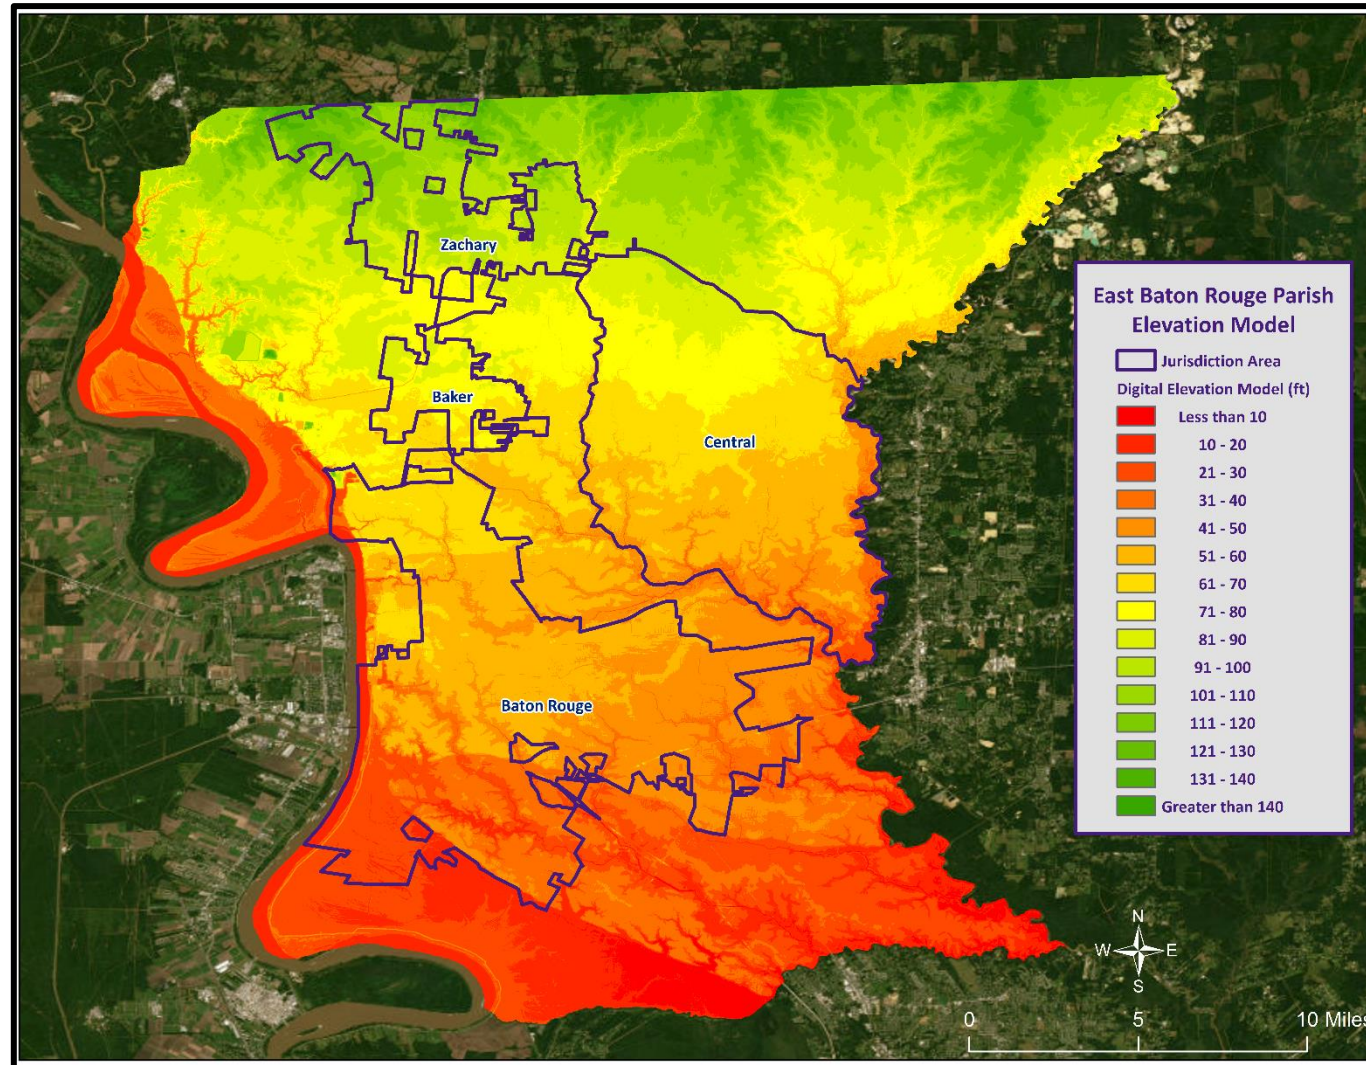 Zachary
Baker
Central
Baton Rouge
East Baton Rouge Parish
Elevation Model
Jurisdiction Area
Digital Elevation Model (ft)
Less than 10
10 - 20
21 - 30
31 - 40
41 - 50
51 - 60
61 - 70
71 - 80
81 - 90
91 - 100
101 - 110
111 - 120
121 - 130
131 - 140
Greater than 140
N
W E
S
0 5 10 Miles